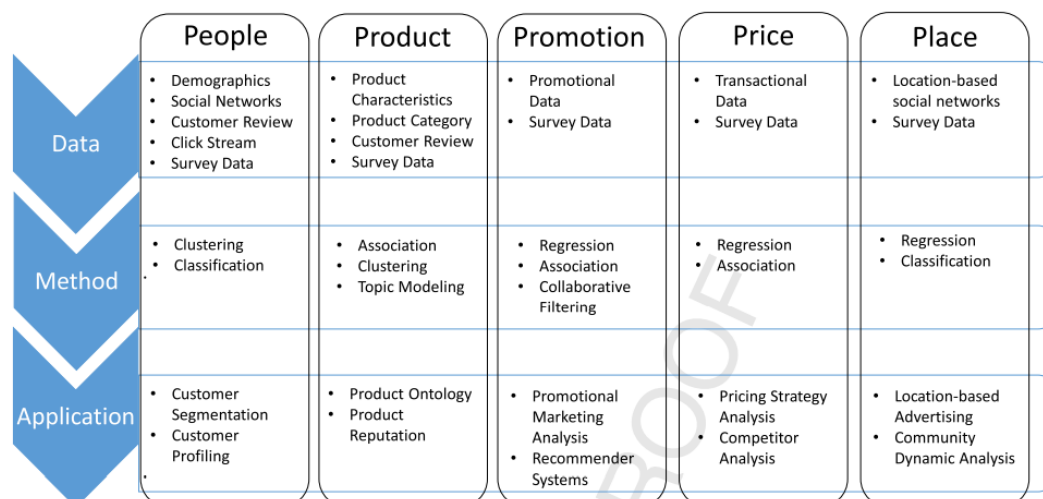 People
Product
Promotion
Price
Place
Data
• Demographics
• Social Networks
• Customer Review
• Click Stream
• Survey Data
• Product
Characteristics
• Product Category
• Customer Review
• Survey Data
• Promotional
Data
• Survey Data
• Transactional
Data
• Survey Data
• Location-based
social networks
• Survey Data
Method
• Clustering
• Classification
• Association
• Clustering
• Topic Modeling
• Regression
• Association
• Collaborative
Filtering
• Regression
• Association
• Regression
• Classification
Application
• Customer
Segmentation
• Customer
Profiling
• Product Ontology
• Product
Reputation
• Promotional
Marketing
Analysis
• Recommender
Systems
• Pricing Strategy
Analysis
• Competitor
Analysis
• Location-based
Advertising
• Community
Dynamic Analysis
ROOF